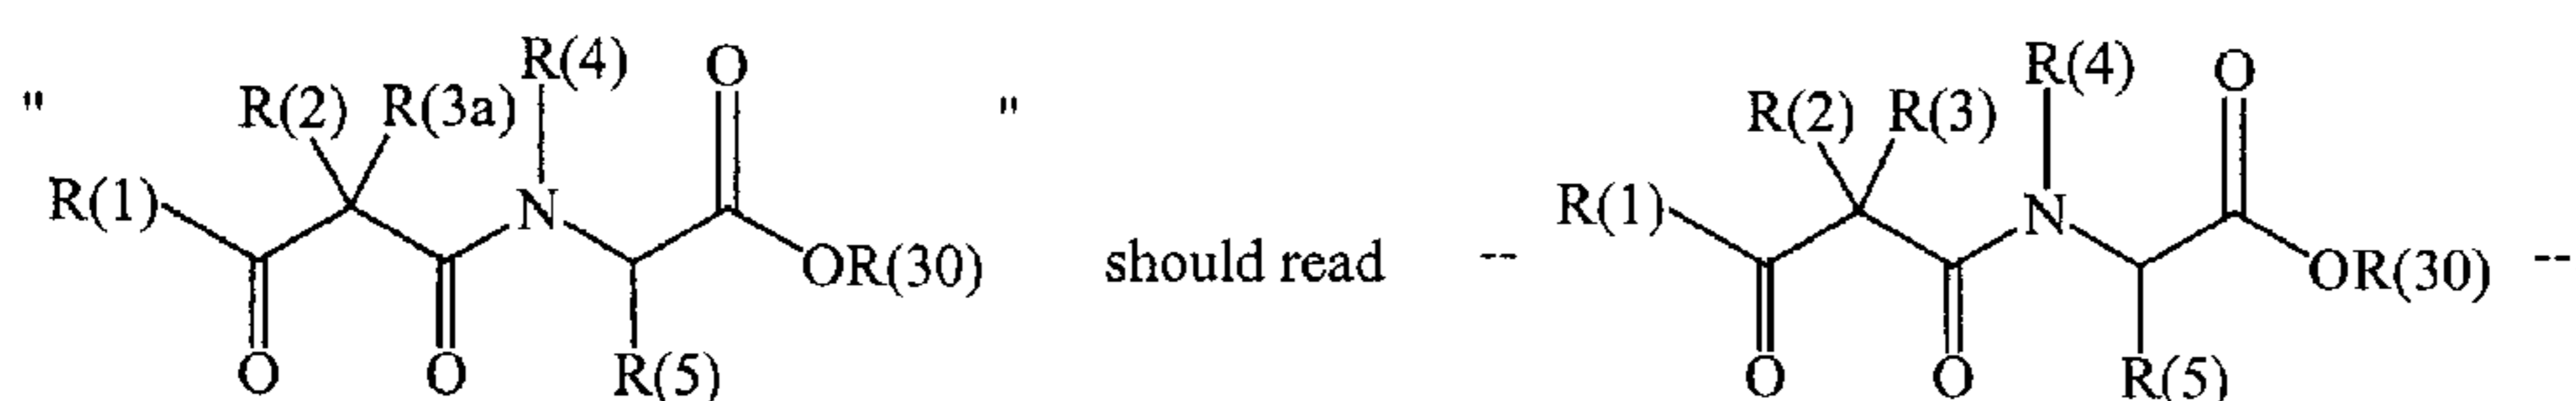 " R(2) R(3a) R(4) O "
R(1) N OR(30)
O O R(5)
should read
-- R(2) R(3) R(4) O
R(1) N OR(30) --
O O R(5)